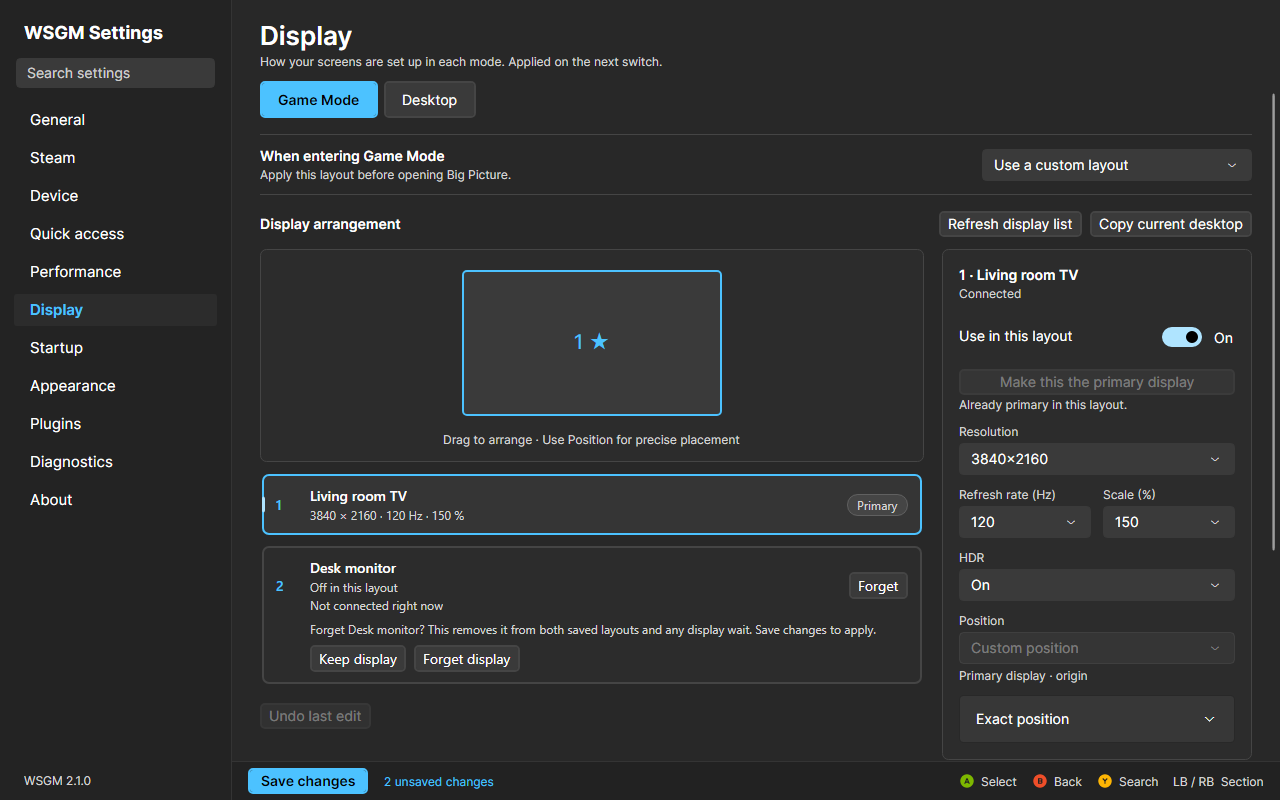 WSGM Settings
Search settings
General
Steam
Device
Quick access
Performance
Display
Startup
Appearance
Plugins
Diagnostics
About
WSGM 2.1.0
Display
How your screens are set up in each mode. Applied on the next switch.
Game Mode
Desktop
When entering Game Mode
Apply this layout before opening Big Picture.
Use a custom layout
Display arrangement
Refresh display list
Copy current desktop
1 ★
Drag to arrange · Use Position for precise placement
1
Living room TV
3840 × 2160 · 120 Hz · 150 %
Primary
2
Desk monitor
Off in this layout
Not connected right now
Forget
Forget Desk monitor? This removes it from both saved layouts and any display wait. Save changes to apply.
Keep display
Forget display
Undo last edit
1 · Living room TV
Connected
Use in this layout
On
Make this the primary display
Already primary in this layout.
Resolution
3840×2160
Refresh rate (Hz)
Scale (%)
120
150
HDR
On
Position
Custom position
Primary display · origin
Exact position
Save changes
2 unsaved changes
A Select
B Back
Y Search
LB / RB Section